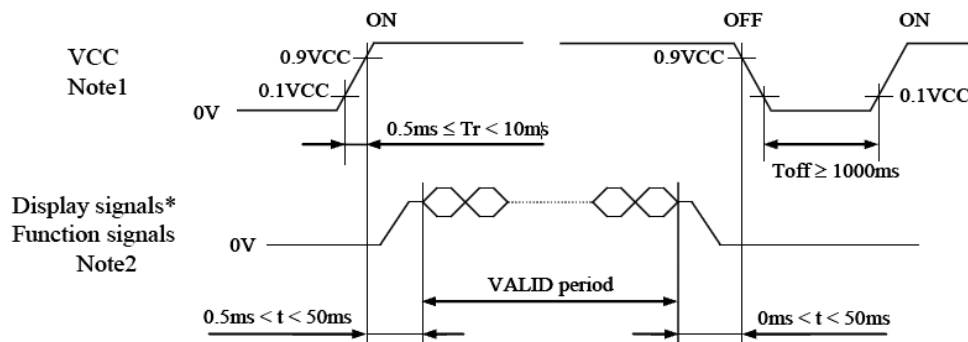 ON
OFF
ON
VCC
Note1
0.9VCC
0.9VCC
0.1VCC
0.1VCC
0V
0.5ms ≤ Tr < 10ms
Toff ≥ 1000ms
Display signals*
Function signals
Note2
0V
VALID period
0.5ms < t < 50ms
0ms < t < 50ms